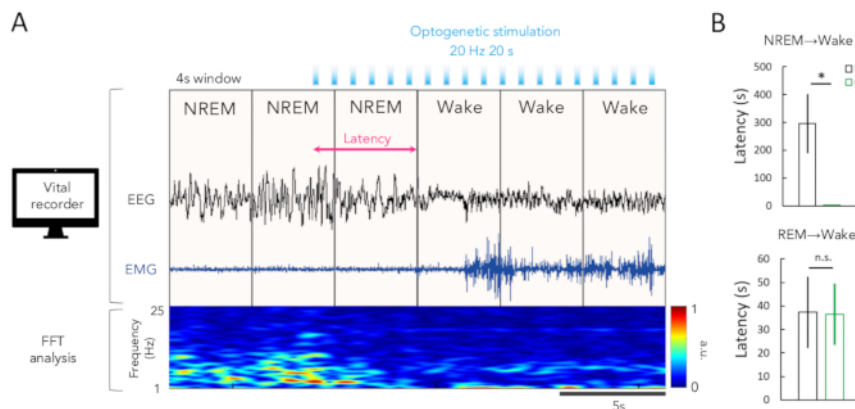 A
Optogenetic stimulation
20 Hz 20 s
4s window
NREM
NREM
NREM
Wake
Wake
Wake
Latency
Vital
recorder
EEG
EMG
FFT
analysis
Frequency
(Hz)
25
1
1
0
a.u.
5s
B
NREM→Wake
Latency (s)
500
400
300
200
100
0
*
REM→Wake
Latency (s)
60
50
40
30
20
10
0
n.s.